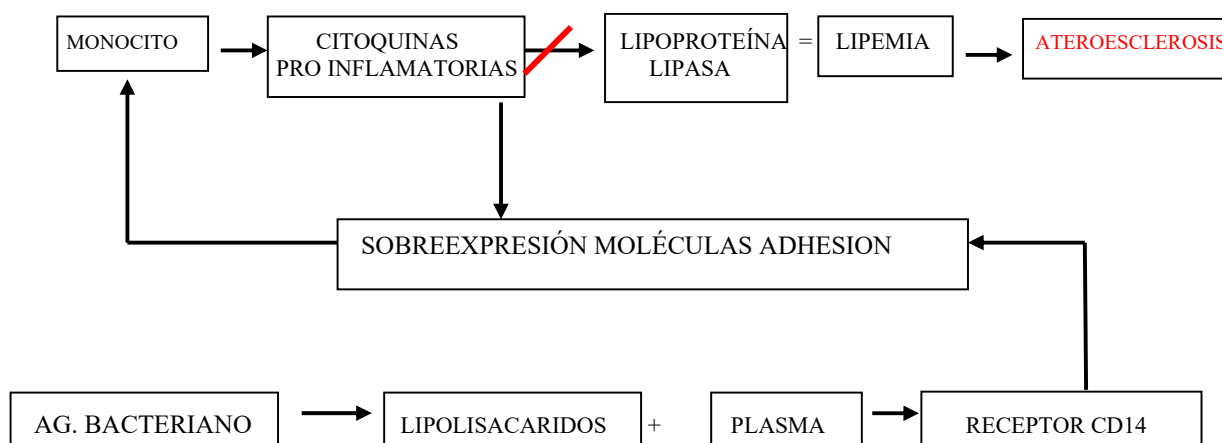 MONOCITO
CITOQUINAS
PRO INFLAMATORIAS
LIPOPROTEÍNA
LIPASA
=
LIPEMIA
ATEROESCLEROSIS
SOBREEXPRESIÓN MOLÉCULAS ADHESION
AG. BACTERIANO
LIPOLISACARIDOS
+
PLASMA
RECEPTOR CD14